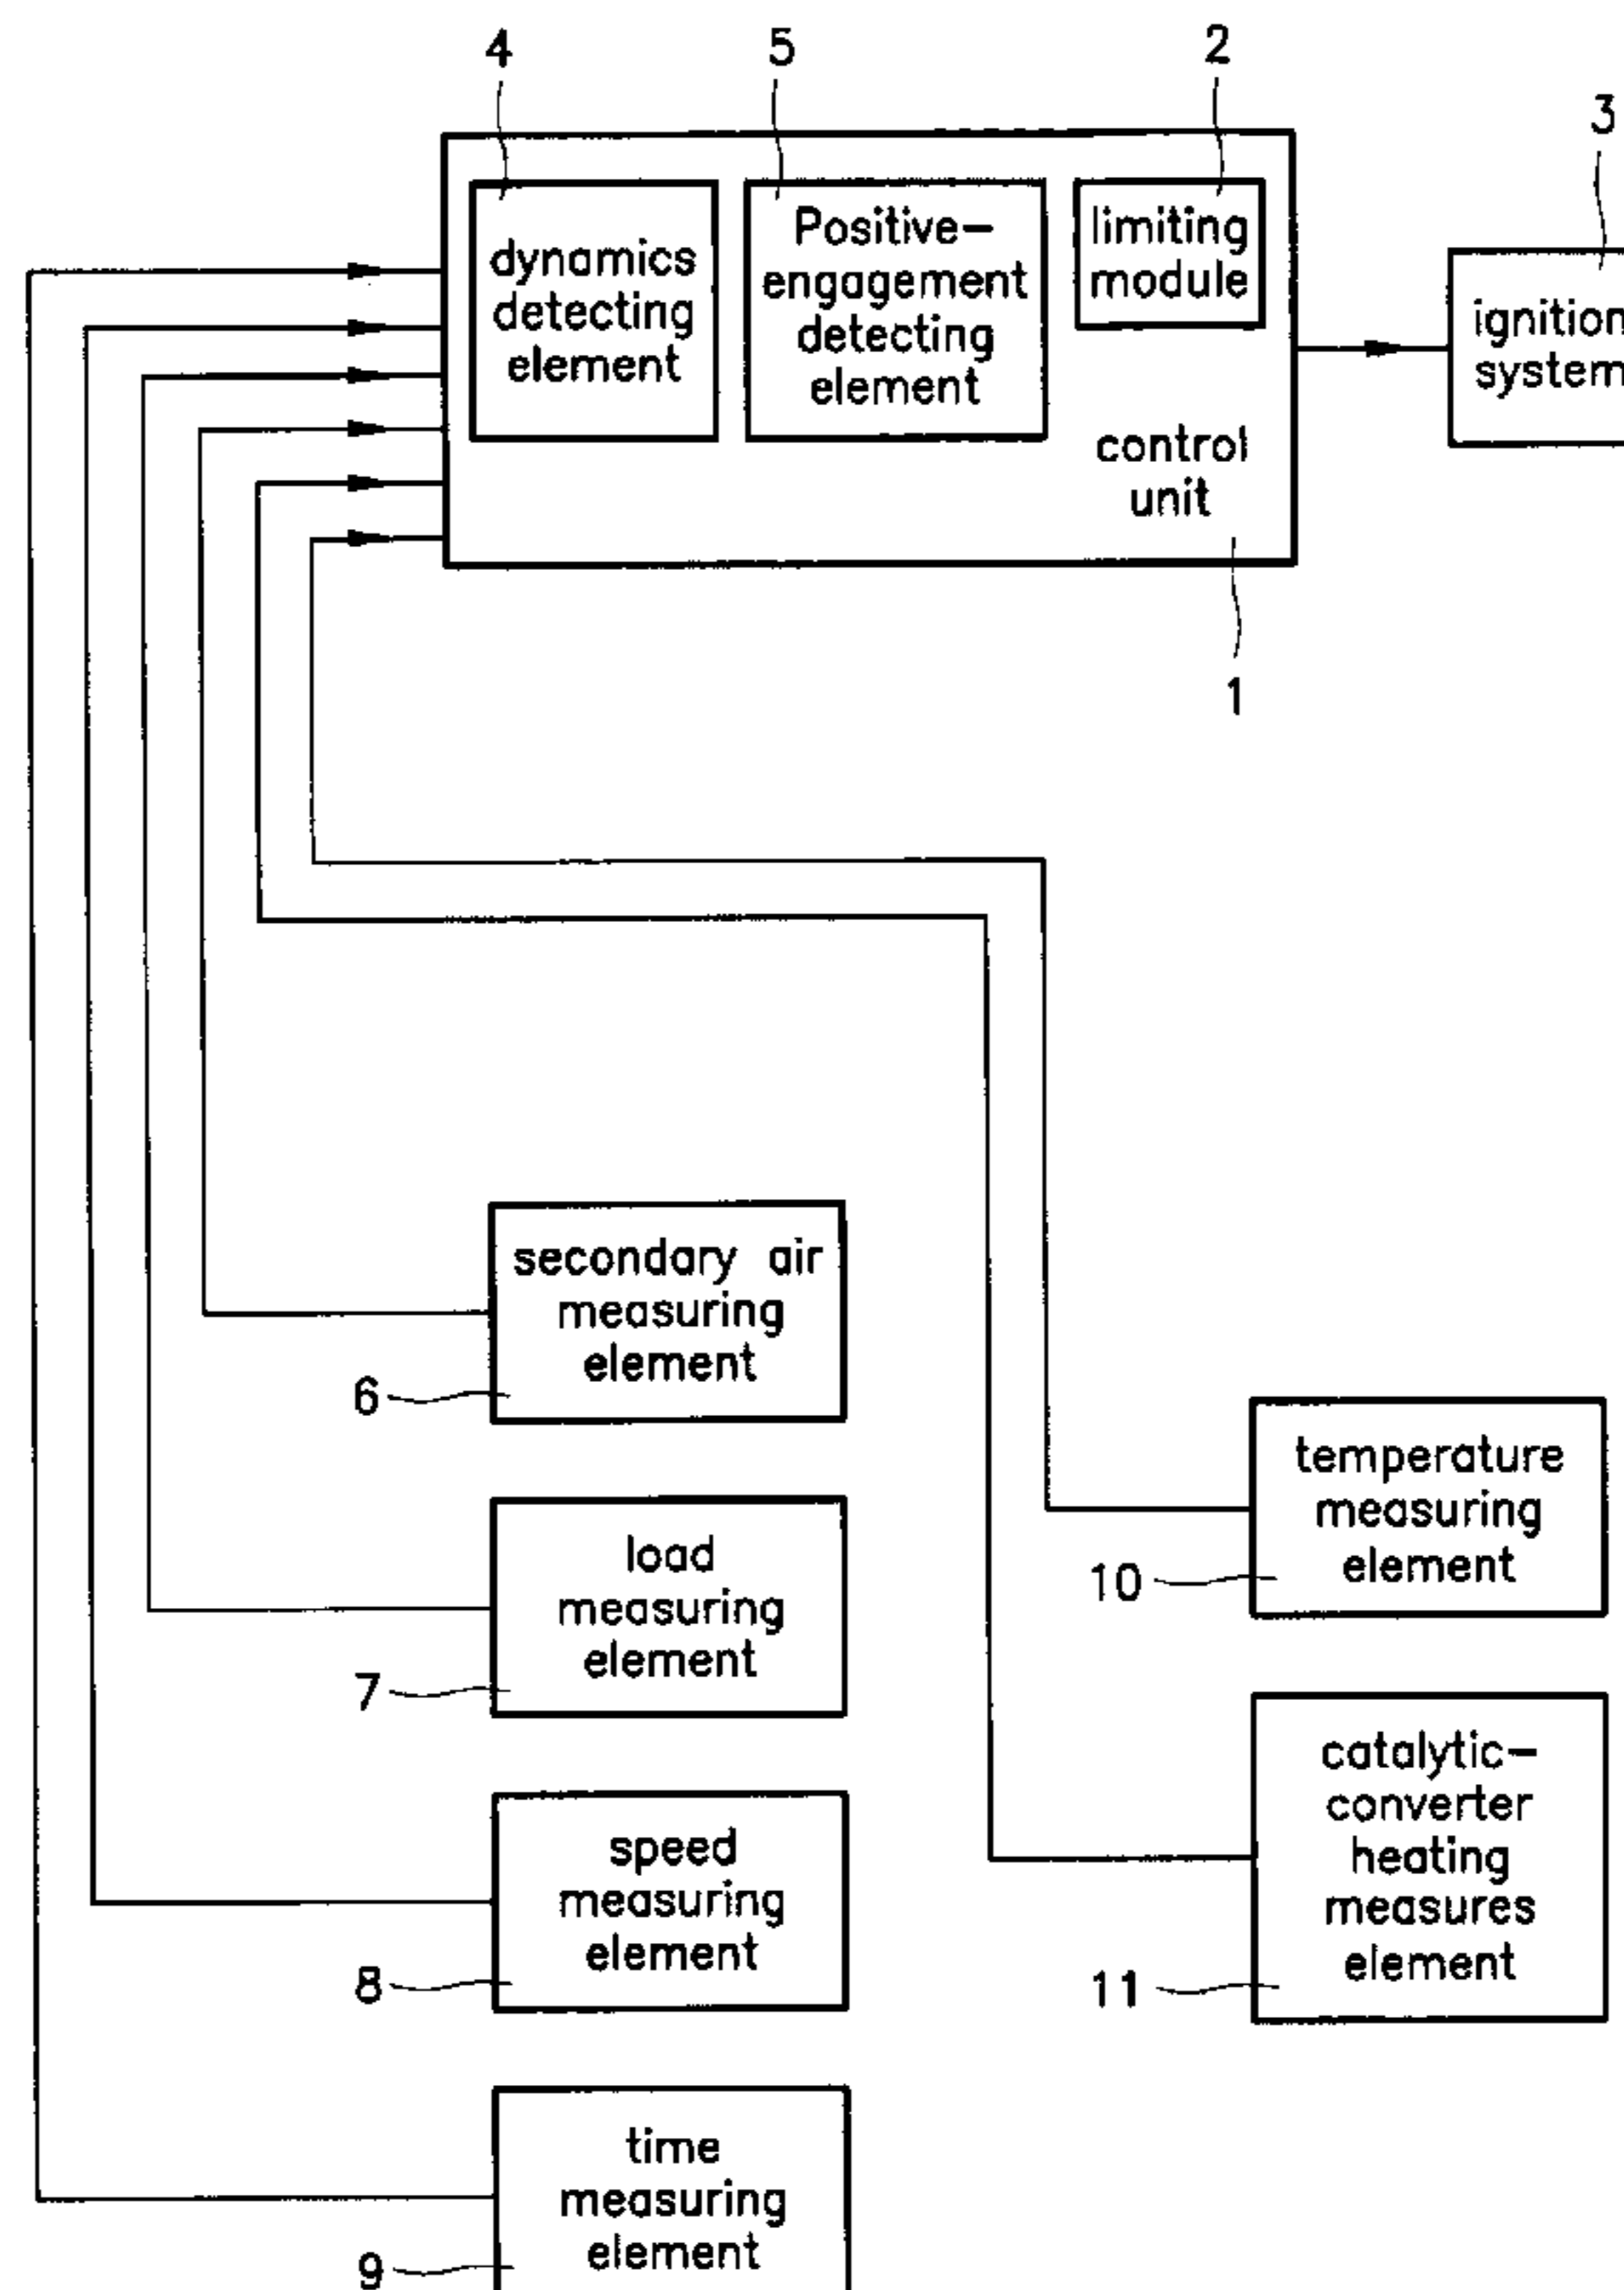 4
5
2
3
dynamics
detecting
element
Positive-
engagement
detecting
element
limiting
module
ignition
system
control
unit
1
secondary air
measuring
element
6
load
measuring
element
7
speed
measuring
element
8
time
measuring
element
9
temperature
measuring
element
10
catalytic-
converter
heating
measures
element
11